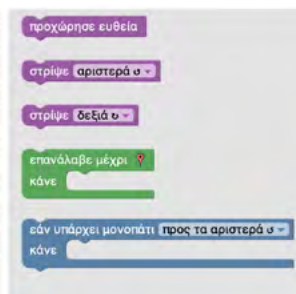 προχώρησε ευθεία
στρίψε αριστερά ↺
στρίψε δεξιά ↻
επανάλαβε μέχρι
κάνε
εάν υπάρχει μονοπάτι προς τα αριστερά ↺
κάνε